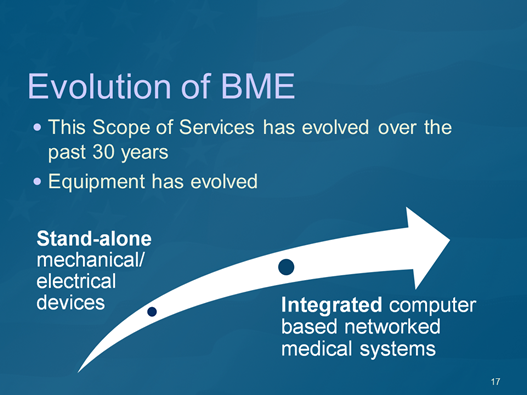 Evolution of BME
• This Scope of Services has evolved over the
past 30 years
• Equipment has evolved
Stand-alone
mechanical/
electrical
devices
Integrated computer
based networked
medical systems
17